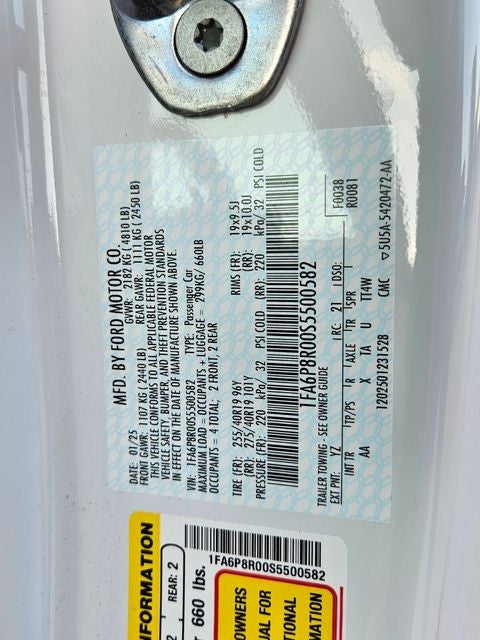 MFD. BY FORD MOTOR CO.
DATE: 01/25 GVWR: 2182 KG (4810 LB)
FRONT GAWR: 1107 KG (2440 LB) REAR GAWR: 1111 KG (2450 LB)
THIS VEHICLE CONFORMS TO ALL APPLICABLE FEDERAL MOTOR
VEHICLE SAFETY, BUMPER, AND THEFT PREVENTION STANDARDS
IN EFFECT ON THE DATE OF MANUFACTURE SHOWN ABOVE.
VIN: 1FA6P8R00S5500582 TYPE: Passenger Car
MAXIMUM LOAD = OCCUPANTS + LUGGAGE = 299KG/ 660LB
OCCUPANTS = 4 TOTAL; 2 FRONT, 2 REAR
TIRE (FR): 255/40R19 96Y RIMS (FR): 19x9.5J
(RR): 275/40R19 101Y (RR): 19x10.0J
PRESSURE (FR): 220 kPa/ 32 PSI COLD (RR): 220 kPa/ 32 PSI COLD
1FA6P8R00S5500582
TRAILER TOWING - SEE OWNER GUIDE F0038
EXT PNT: YZ RC: 21 DSO: R0081
INT TR TP/PS R AXLE TR SPR
AA X TA U TT4W
1202501231528 CMC ▽5U5A-5420472-AA
INFORMATION
2 REAR: 2
660 lbs.
1FA6P8R00S5500582
OWNERS
UAL FOR
IONAL
RMATION